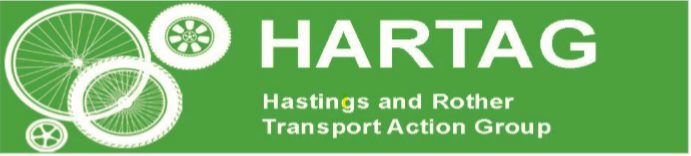 HARTAG
Hastings and Rother
Transport Action Group